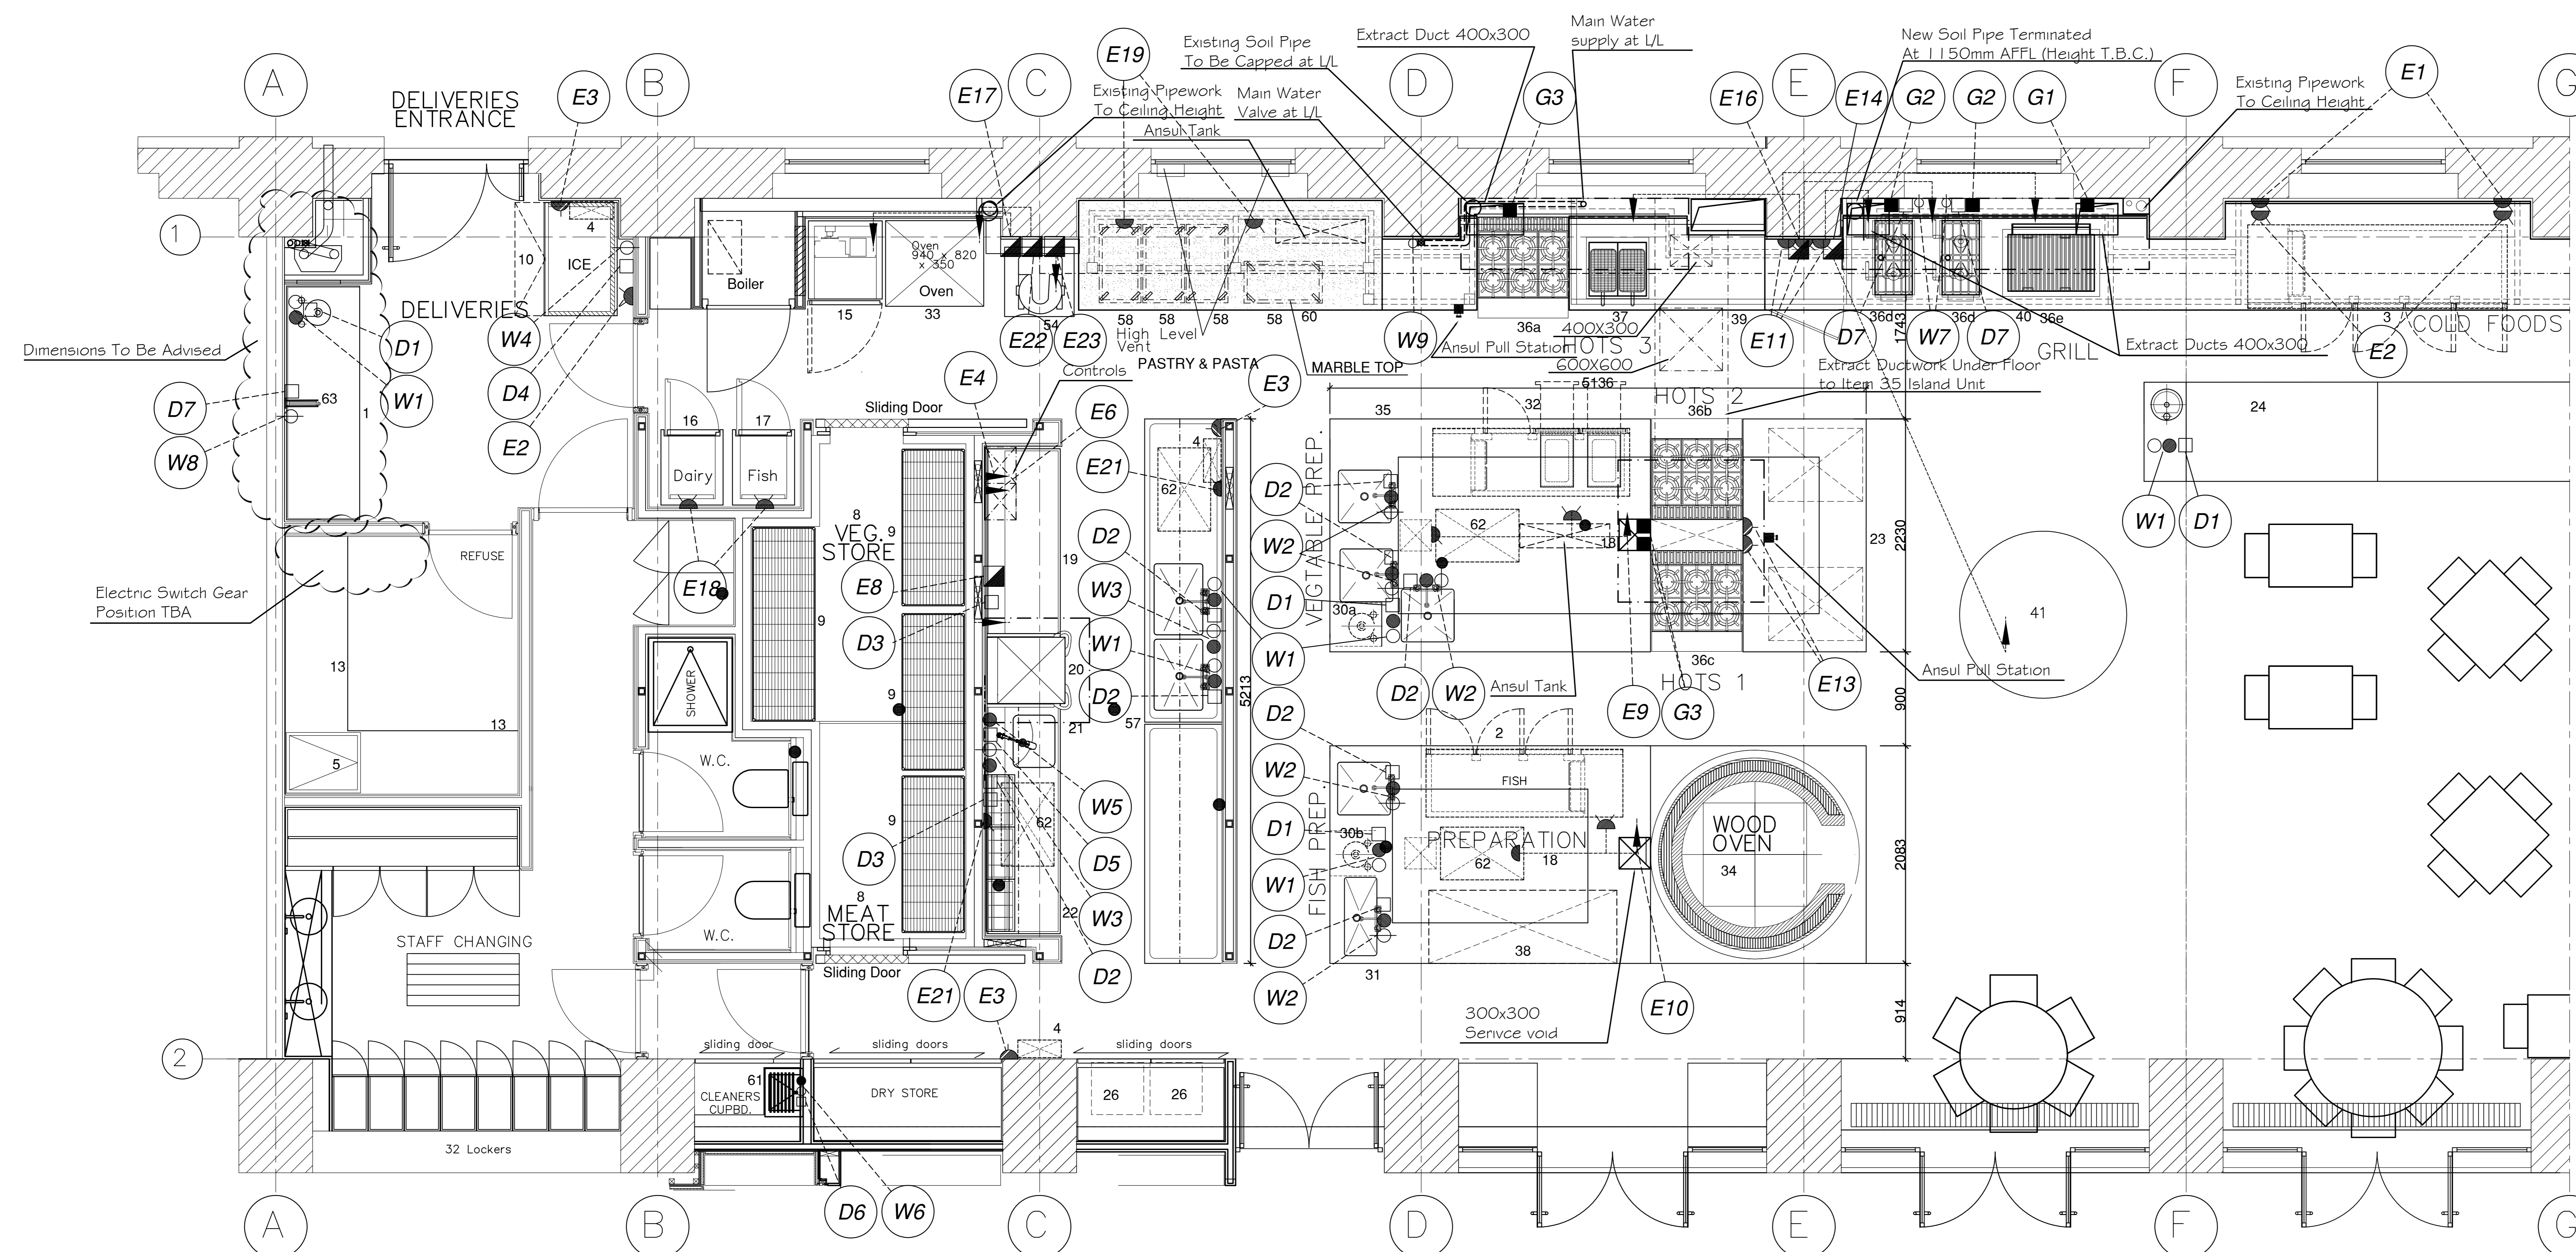 Main Water
supply at L/L
Extract Duct 400x300
Existing Soil Pipe
To Be Capped at L/L
New Soil Pipe Terminated
At 1150mm AFFL (Height T.B.C.)
Existing Pipework
To Ceiling Height
Main Water
Valve at L/L
Ansul Tank
Existing Pipework
To Ceiling Height
A
B
C
D
E
F
G
E3
E17
E19
G3
E16
E14
G2
G2
G1
E1
DELIVERIES
ENTRANCE
1
4
10
ICE
DELIVERIES
Boiler
15
Oven
940 x 820
x 350
Oven
33
54
58
58
58
58
60
High Level
Vent
PASTRY & PASTA
MARBLE TOP
36a
37
39
36d
36d
40
36e
3
COLD FOODS
GRILL
HOTS 3
400X300
600X600
5136
1743
Ansul Pull Station
Extract Ducts 400x300
Extract Ductwork Under Floor
to Item 35 Island Unit
Dimensions To Be Advised
D1
W4
E22
E23
W9
E11
D7
W7
D7
E2
D7
W1
D4
W8
E2
63
1
E4
Controls
E3
E6
E21
16
17
Dairy
Fish
Sliding Door
4
62
35
32
HOTS 2
36b
24
W1
D1
REFUSE
Electric Switch Gear
Position TBA
E18
8
VEG.
STORE
9
9
E8
D3
19
20
21
D2
W3
W1
D2
57
5213
D2
W2
D1
W1
D2
VEGTABLE PREP.
62
18
30a
D2
W2
Ansul Tank
E9
G3
36c
HOTS 1
E13
Ansul Pull Station
23
2230
900
41
13
13
5
SHOWER
W.C.
W.C.
9
9
D3
8
MEAT
STORE
22
62
W5
D5
W3
D2
E21
E3
Sliding Door
W2
D1
W1
D2
W2
FISH PREP.
30b
31
2
FISH
PREPARATION
62
18
38
WOOD
OVEN
34
2083
914
300x300
Serivce void
E10
STAFF CHANGING
32 Lockers
2
sliding door
sliding doors
sliding doors
4
61
CLEANERS
CUPBD.
DRY STORE
26
26
D6
W6
A
B
C
D
E
F
G